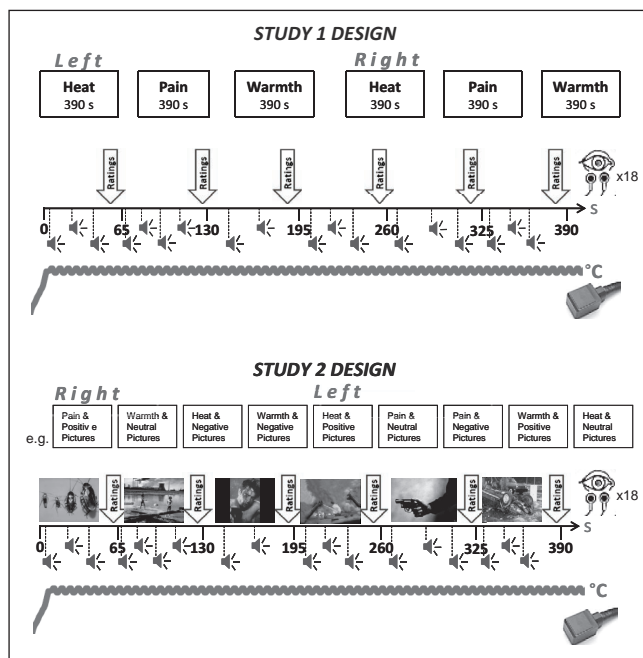 STUDY 1 DESIGN
Left Right
Heat Pain Warmth Heat Pain Warmth
390 s 390 s 390 s 390 s 390 s 390 s
Ratings Ratings Ratings Ratings Ratings Ratings
x18
s
0 65 130 195 260 325 390
°C
STUDY 2 DESIGN
Right Left
e.g.
Pain & Warmth & Heat & Warmth & Heat & Pain & Pain & Warmth & Heat &
Positiv e Neutral Negative Negative Positive Neutral Negative Positive Neutral
Pictures Pictures Pictures Pictures Pictures Pictures Pictures Pictures Pictures
Ratings Ratings Ratings Ratings Ratings Ratings
x18
s
0 65 130 195 260 325 390
°C